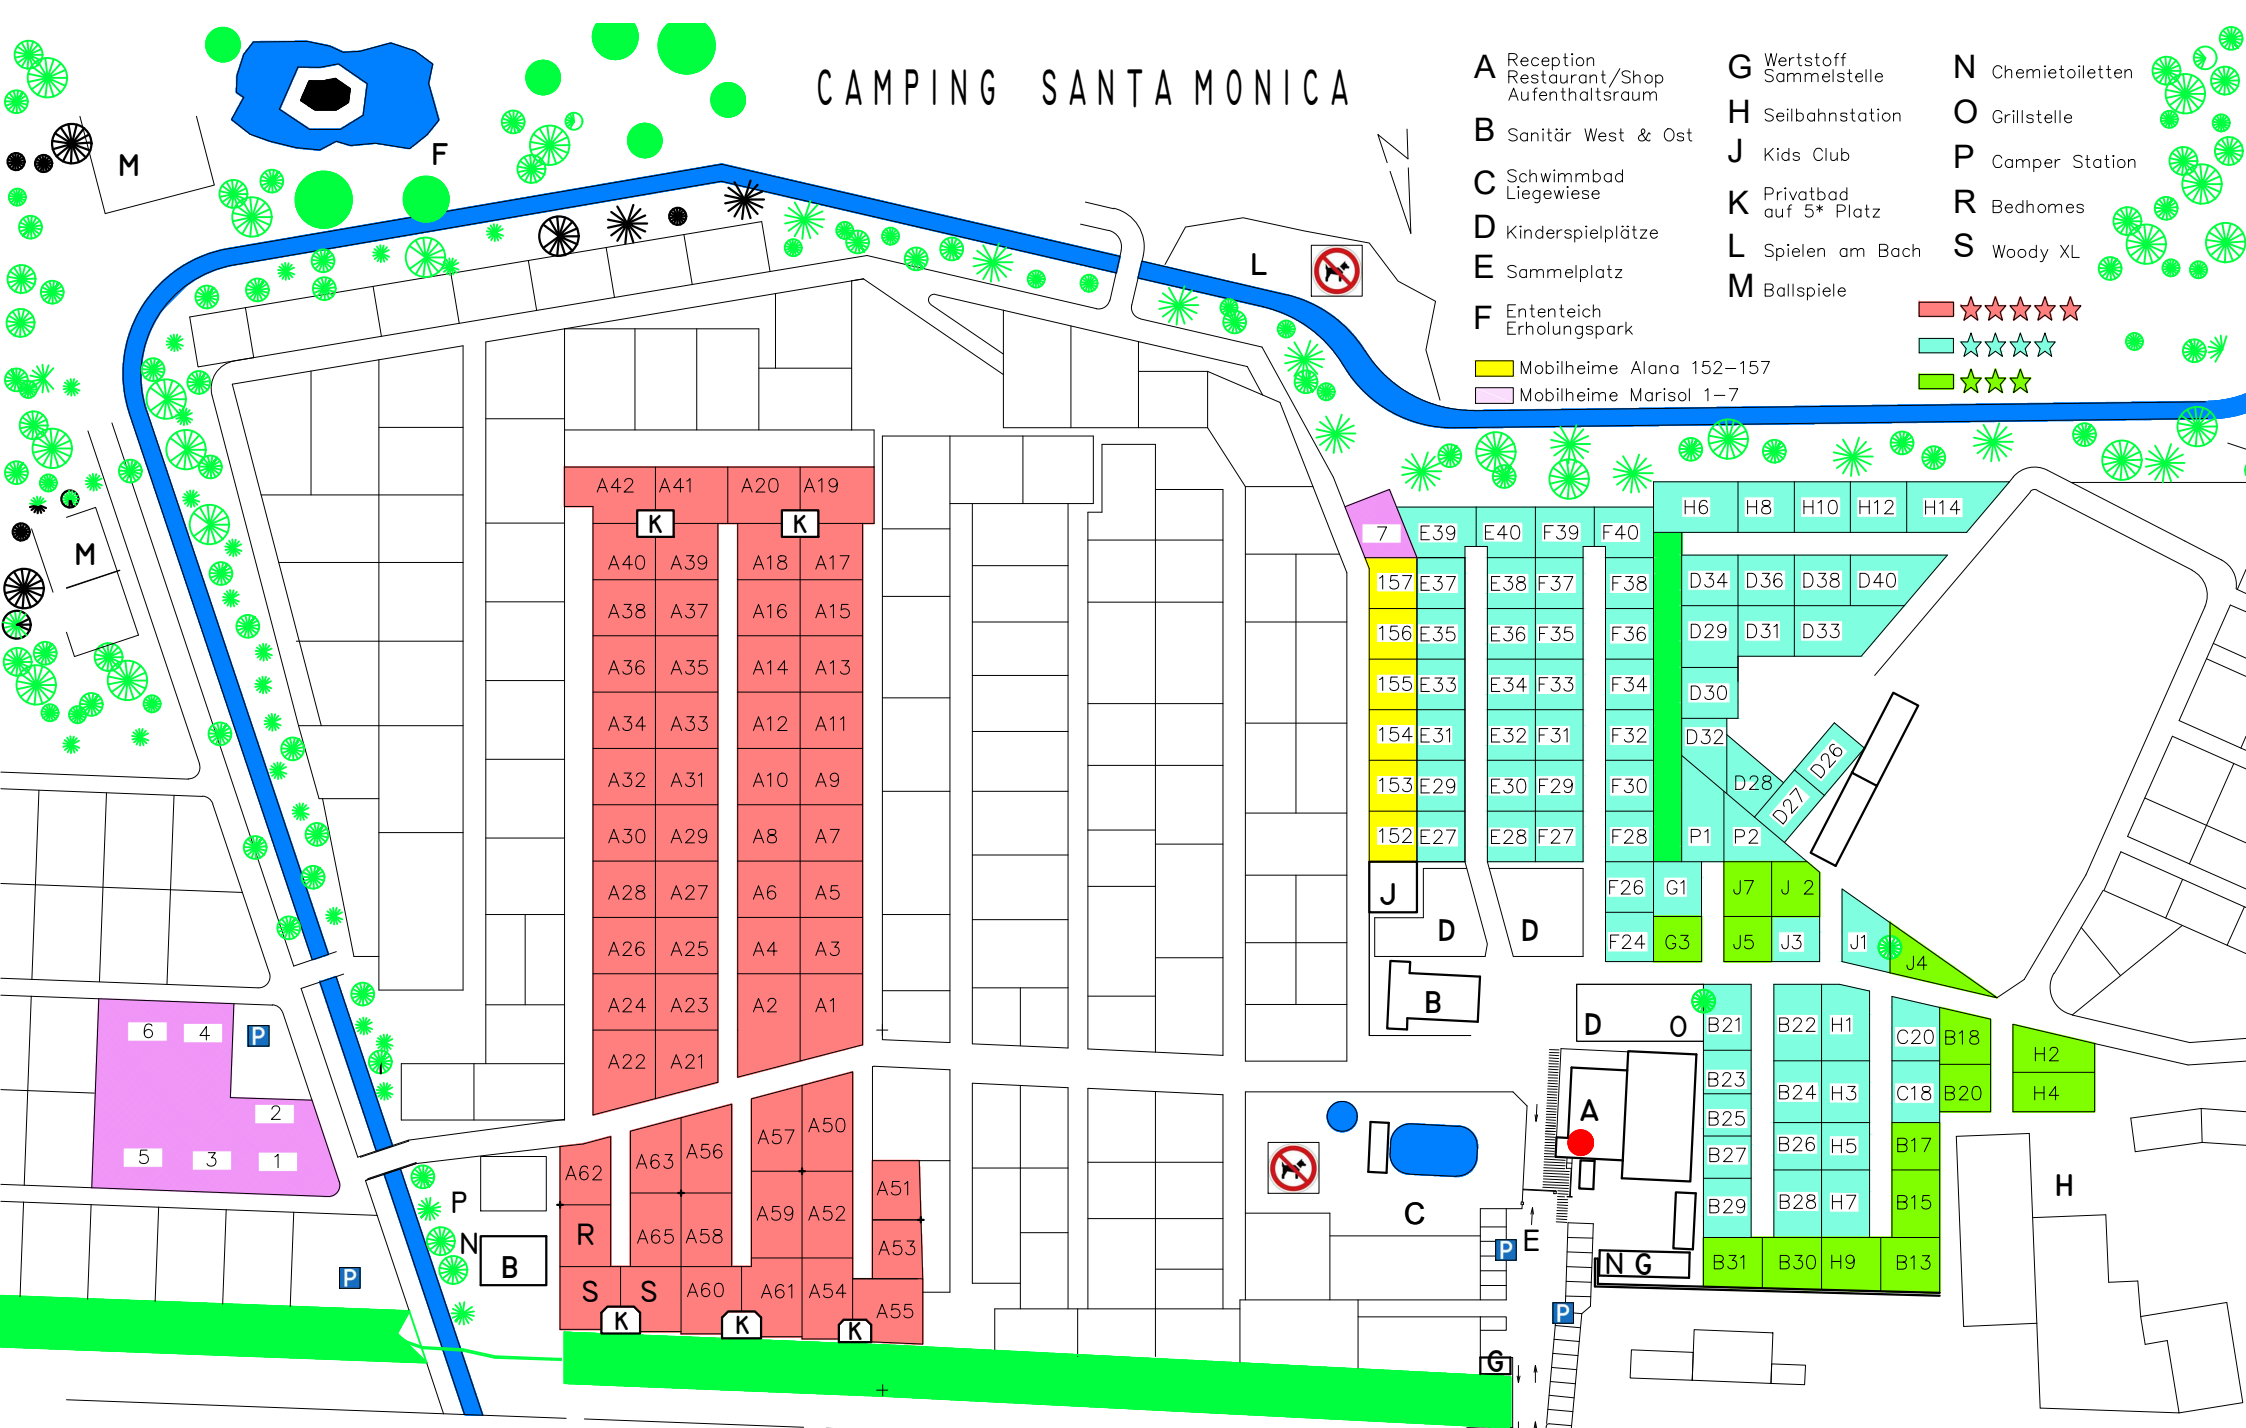 CAMPING SANTA MONICA
A Reception
Restaurant/Shop
Aufenthaltsraum
B Sanitär West & Ost
C Schwimmbad
Liegewiese
D Kinderspielplätze
E Sammelplatz
F Ententeich
Erholungspark
Mobilheime Alana 152-157
Mobilheime Marisol 1-7
G Wertstoff
Sammelstelle
H Seilbahnstation
J Kids Club
K Privatbad
auf 5* Platz
L Spielen am Bach
M Ballspiele
N Chemietoiletten
O Grillstelle
P Camper Station
R Bedhomes
S Woody XL
M
F
L
M
A42 A41 A20 A19
K K
A40 A39 A18 A17
A38 A37 A16 A15
A36 A35 A14 A13
A34 A33 A12 A11
A32 A31 A10 A9
A30 A29 A8 A7
A28 A27 A6 A5
A26 A25 A4 A3
A24 A23 A2 A1
A22 A21
A62 A63 A56 A57 A50
R A65 A58 A59 A52 A51
A53
S S A60 A61 A54 A55
K K K
6 4 P
2
5 3 1
P
P
N
B
7 E39 E40 F39 F40
157 E37 E38 F37 F38
156 E35 E36 F35 F36
155 E33 E34 F33 F34
154 E31 E32 F31 F32
153 E29 E30 F29 F30
152 E27 E28 F27 F28
J D D F26 G1
F24 G3
H6 H8 H10 H12 H14
D34 D36 D38 D40
D29 D31 D33
D30
D32
D28 D27 D26
P1 P2
J7 J 2
J5 J3
J1 J4
B
D O
B21 B22 H1 C20 B18 H2
B23 B24 H3 C18 B20 H4
B25
B27 B26 H5 B17
B29 B28 H7 B15
B31 B30 H9 B13
A
C
E
P
N G
P
G
H